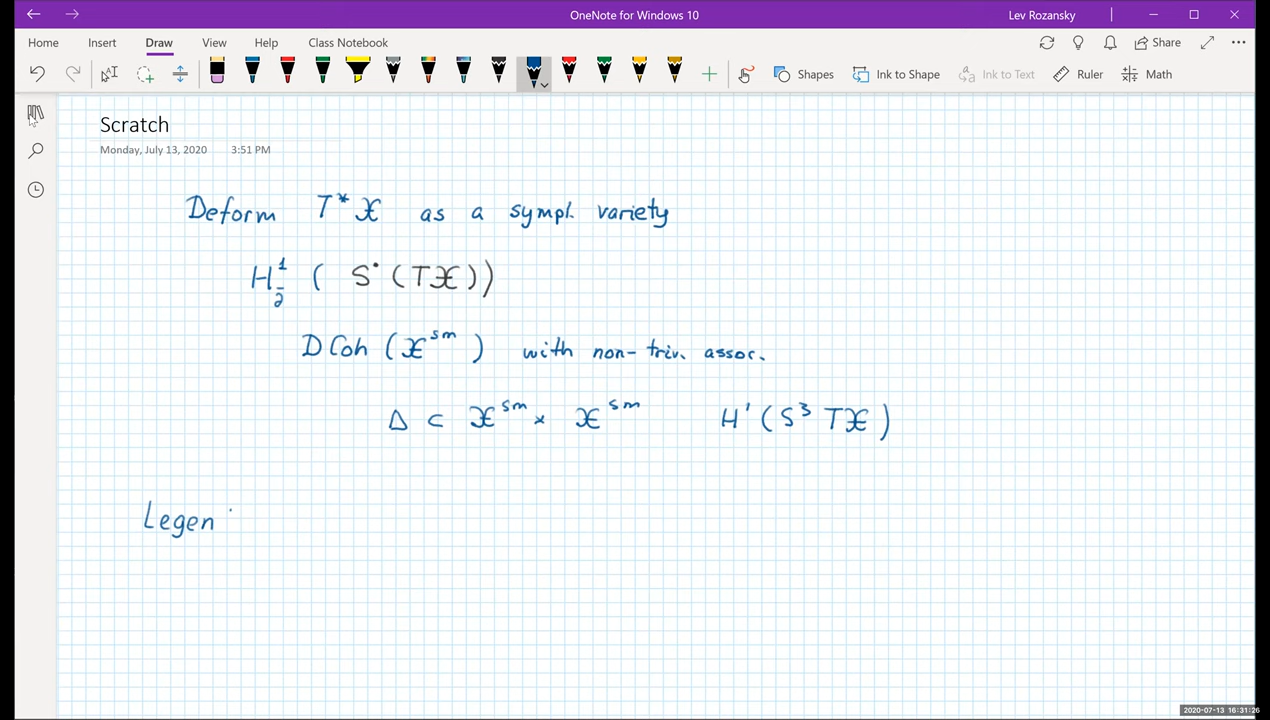 OneNote for Windows 10
Lev Rozansky
Home Insert Draw View Help Class Notebook
Share
Shapes Ink to Shape Ink to Text Ruler Math
Scratch
Monday, July 13, 2020 3:51 PM
Deform T*X as a sympl. variety
H^1_2 ( S^•(TX))
DCoh (X^sm) with non-triv. assoc.
Δ ⊂ X^sm × X^sm H'(S^3 TX)
Legen
2020-07-13 16:31:26